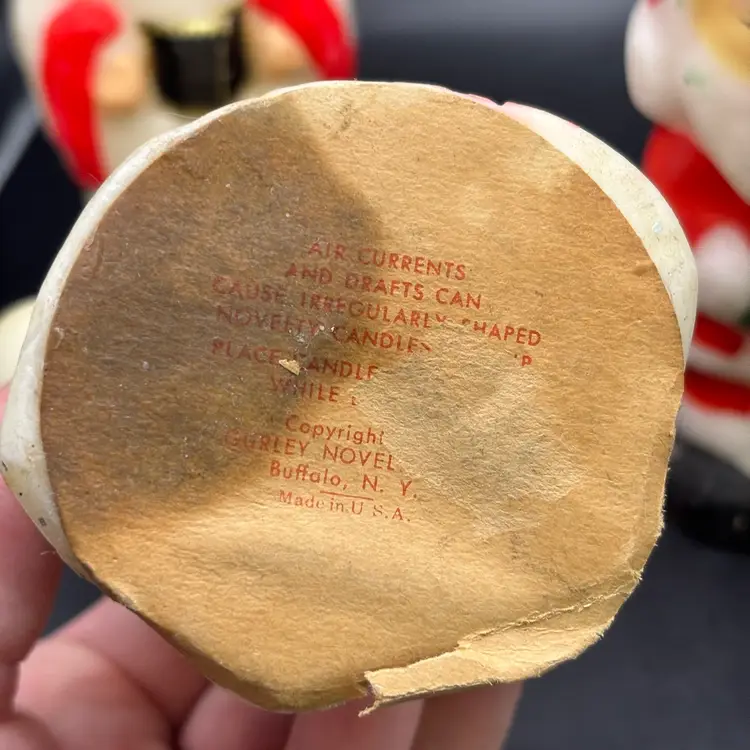 AIR CURRENTS
AND DRAFTS CAN
CAUSE IRREGULARLY SHAPED
NOVELTY CANDLES
PLACE CANDLE
WHILE
Copyright
GURLEY NOVEL
Buffalo, N. Y.
Made in U.S.A.